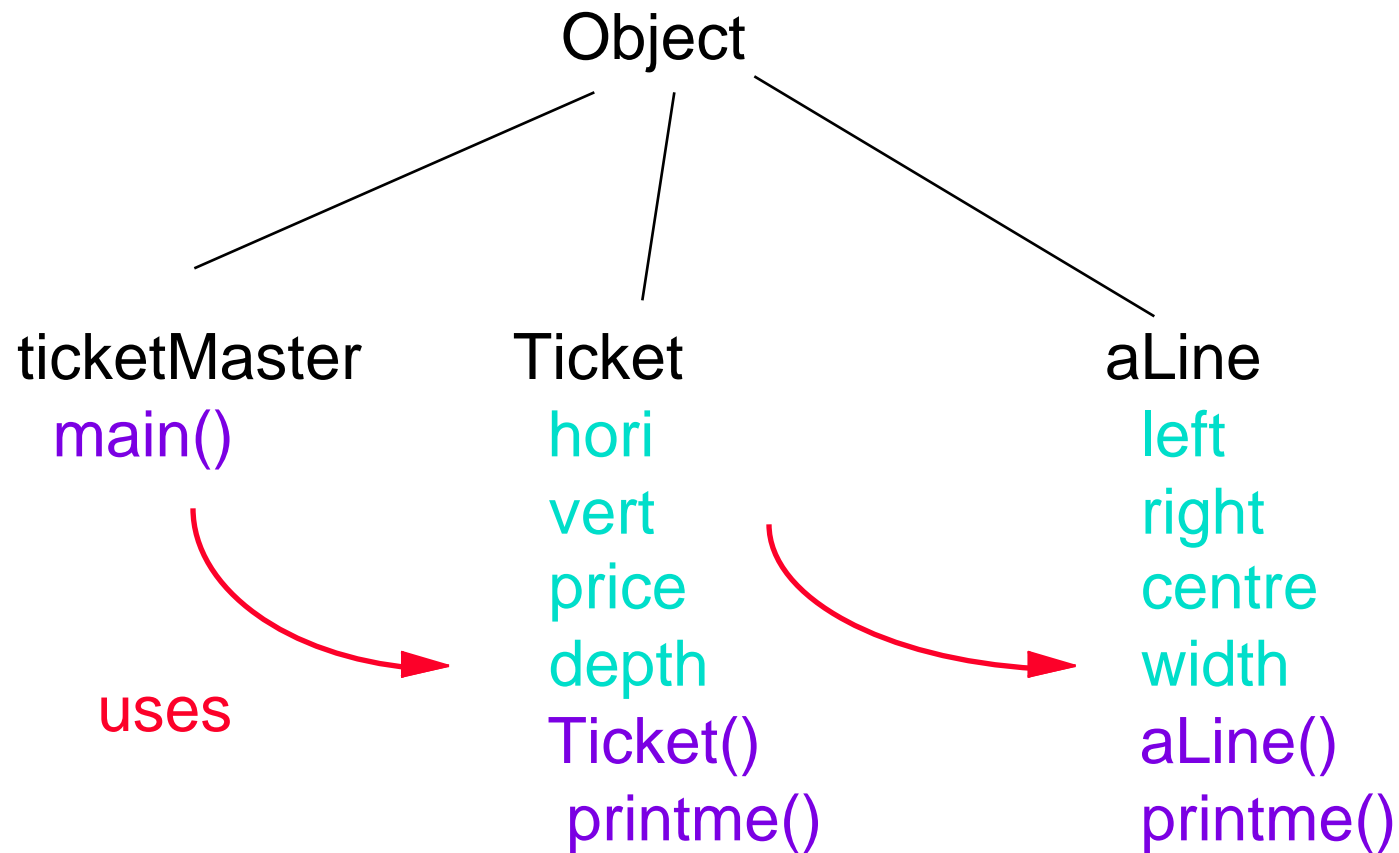 Object
ticketMaster
main()
uses
Ticket
hori
vert
price
depth
Ticket()
printme()
aLine
left
right
centre
width
aLine()
printme()